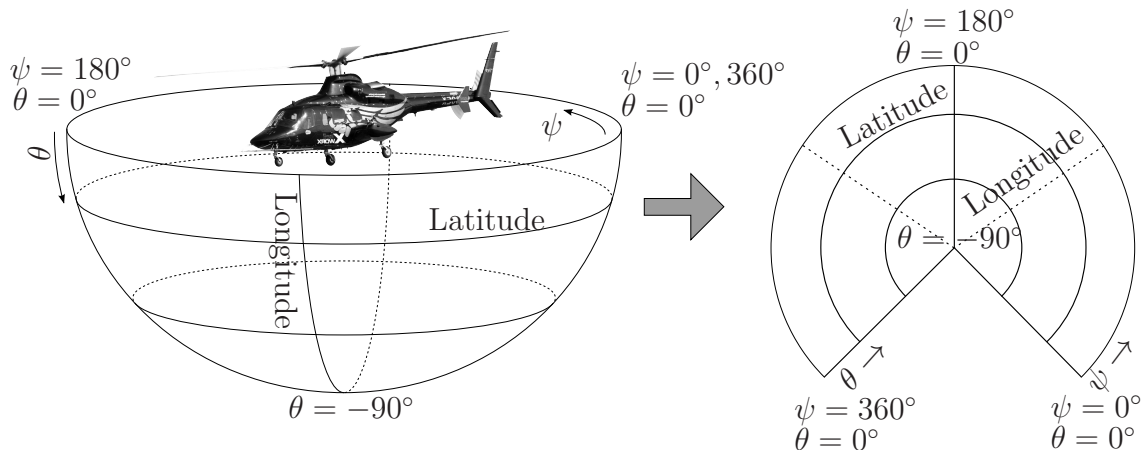 ψ = 180°
θ = 0°
ψ = 0°, 360°
θ = 0°
ψ
θ
Longitude
Latitude
θ = −90°
ψ = 180°
θ = 0°
Latitude
Longitude
θ = −90°
θ →
ψ →
ψ = 360°
θ = 0°
ψ = 0°
θ = 0°